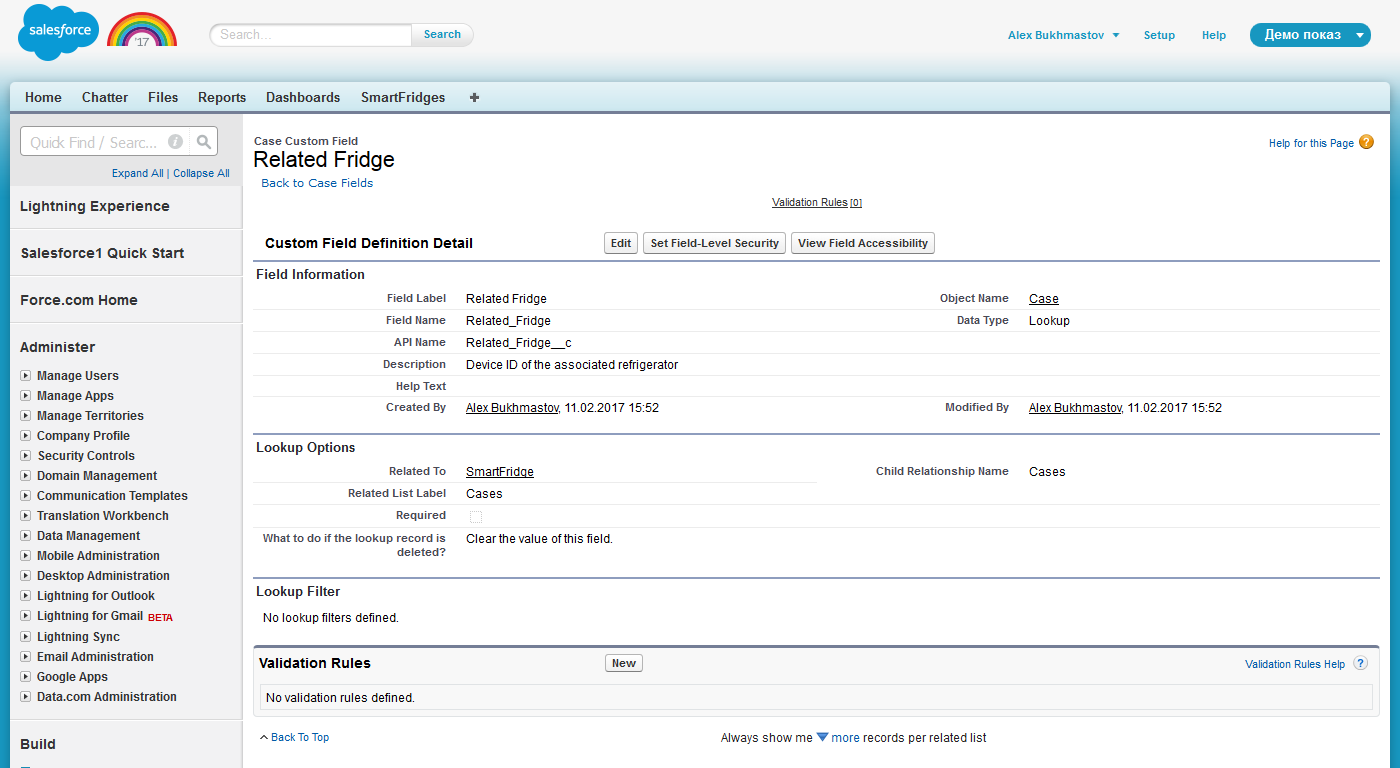 salesforce
'17
Search...
Search
Alex Bukhmastov
Setup
Help
Демо показ
Home
Chatter
Files
Reports
Dashboards
SmartFridges
+
Quick Find / Searc...
Expand All | Collapse All
Lightning Experience
Salesforce1 Quick Start
Force.com Home
Administer
Manage Users
Manage Apps
Manage Territories
Company Profile
Security Controls
Domain Management
Communication Templates
Translation Workbench
Data Management
Mobile Administration
Desktop Administration
Lightning for Outlook
Lightning for Gmail BETA
Lightning Sync
Email Administration
Google Apps
Data.com Administration
Build
Case Custom Field
Related Fridge
Back to Case Fields
Help for this Page ?
Validation Rules [0]
Custom Field Definition Detail
Edit
Set Field-Level Security
View Field Accessibility
Field Information
Field Label Related Fridge Object Name Case
Field Name Related_Fridge Data Type Lookup
API Name Related_Fridge__c
Description Device ID of the associated refrigerator
Help Text
Created By Alex Bukhmastov, 11.02.2017 15:52 Modified By Alex Bukhmastov, 11.02.2017 15:52
Lookup Options
Related To SmartFridge Child Relationship Name Cases
Related List Label Cases
Required
What to do if the lookup record is Clear the value of this field.
deleted?
Lookup Filter
No lookup filters defined.
Validation Rules
New
Validation Rules Help ?
No validation rules defined.
Back To Top
Always show me more records per related list